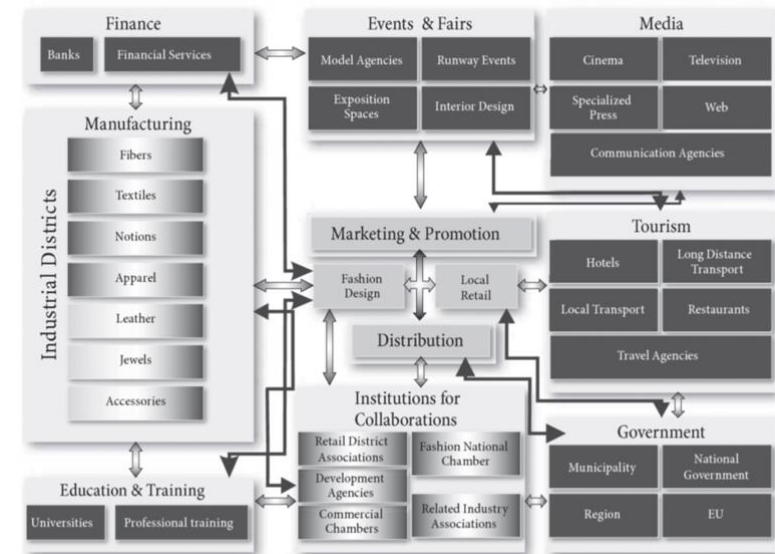 Finance
Banks
Financial Services
Events & Fairs
Model Agencies
Runway Events
Exposition
Spaces
Interior Design
Media
Cinema
Television
Specialized
Press
Web
Communication Agencies
Industrial Districts
Manufacturing
Fibers
Textiles
Notions
Apparel
Leather
Jewels
Accessories
Marketing & Promotion
Fashion
Design
Local
Retail
Distribution
Tourism
Hotels
Long Distance
Transport
Local Transport
Restaurants
Travel Agencies
Institutions for
Collaborations
Retail District
Associations
Fashion National
Chamber
Development
Agencies
Commercial
Chambers
Related Industry
Associations
Government
Municipality
National
Government
Region
EU
Education & Training
Universities
Professional training